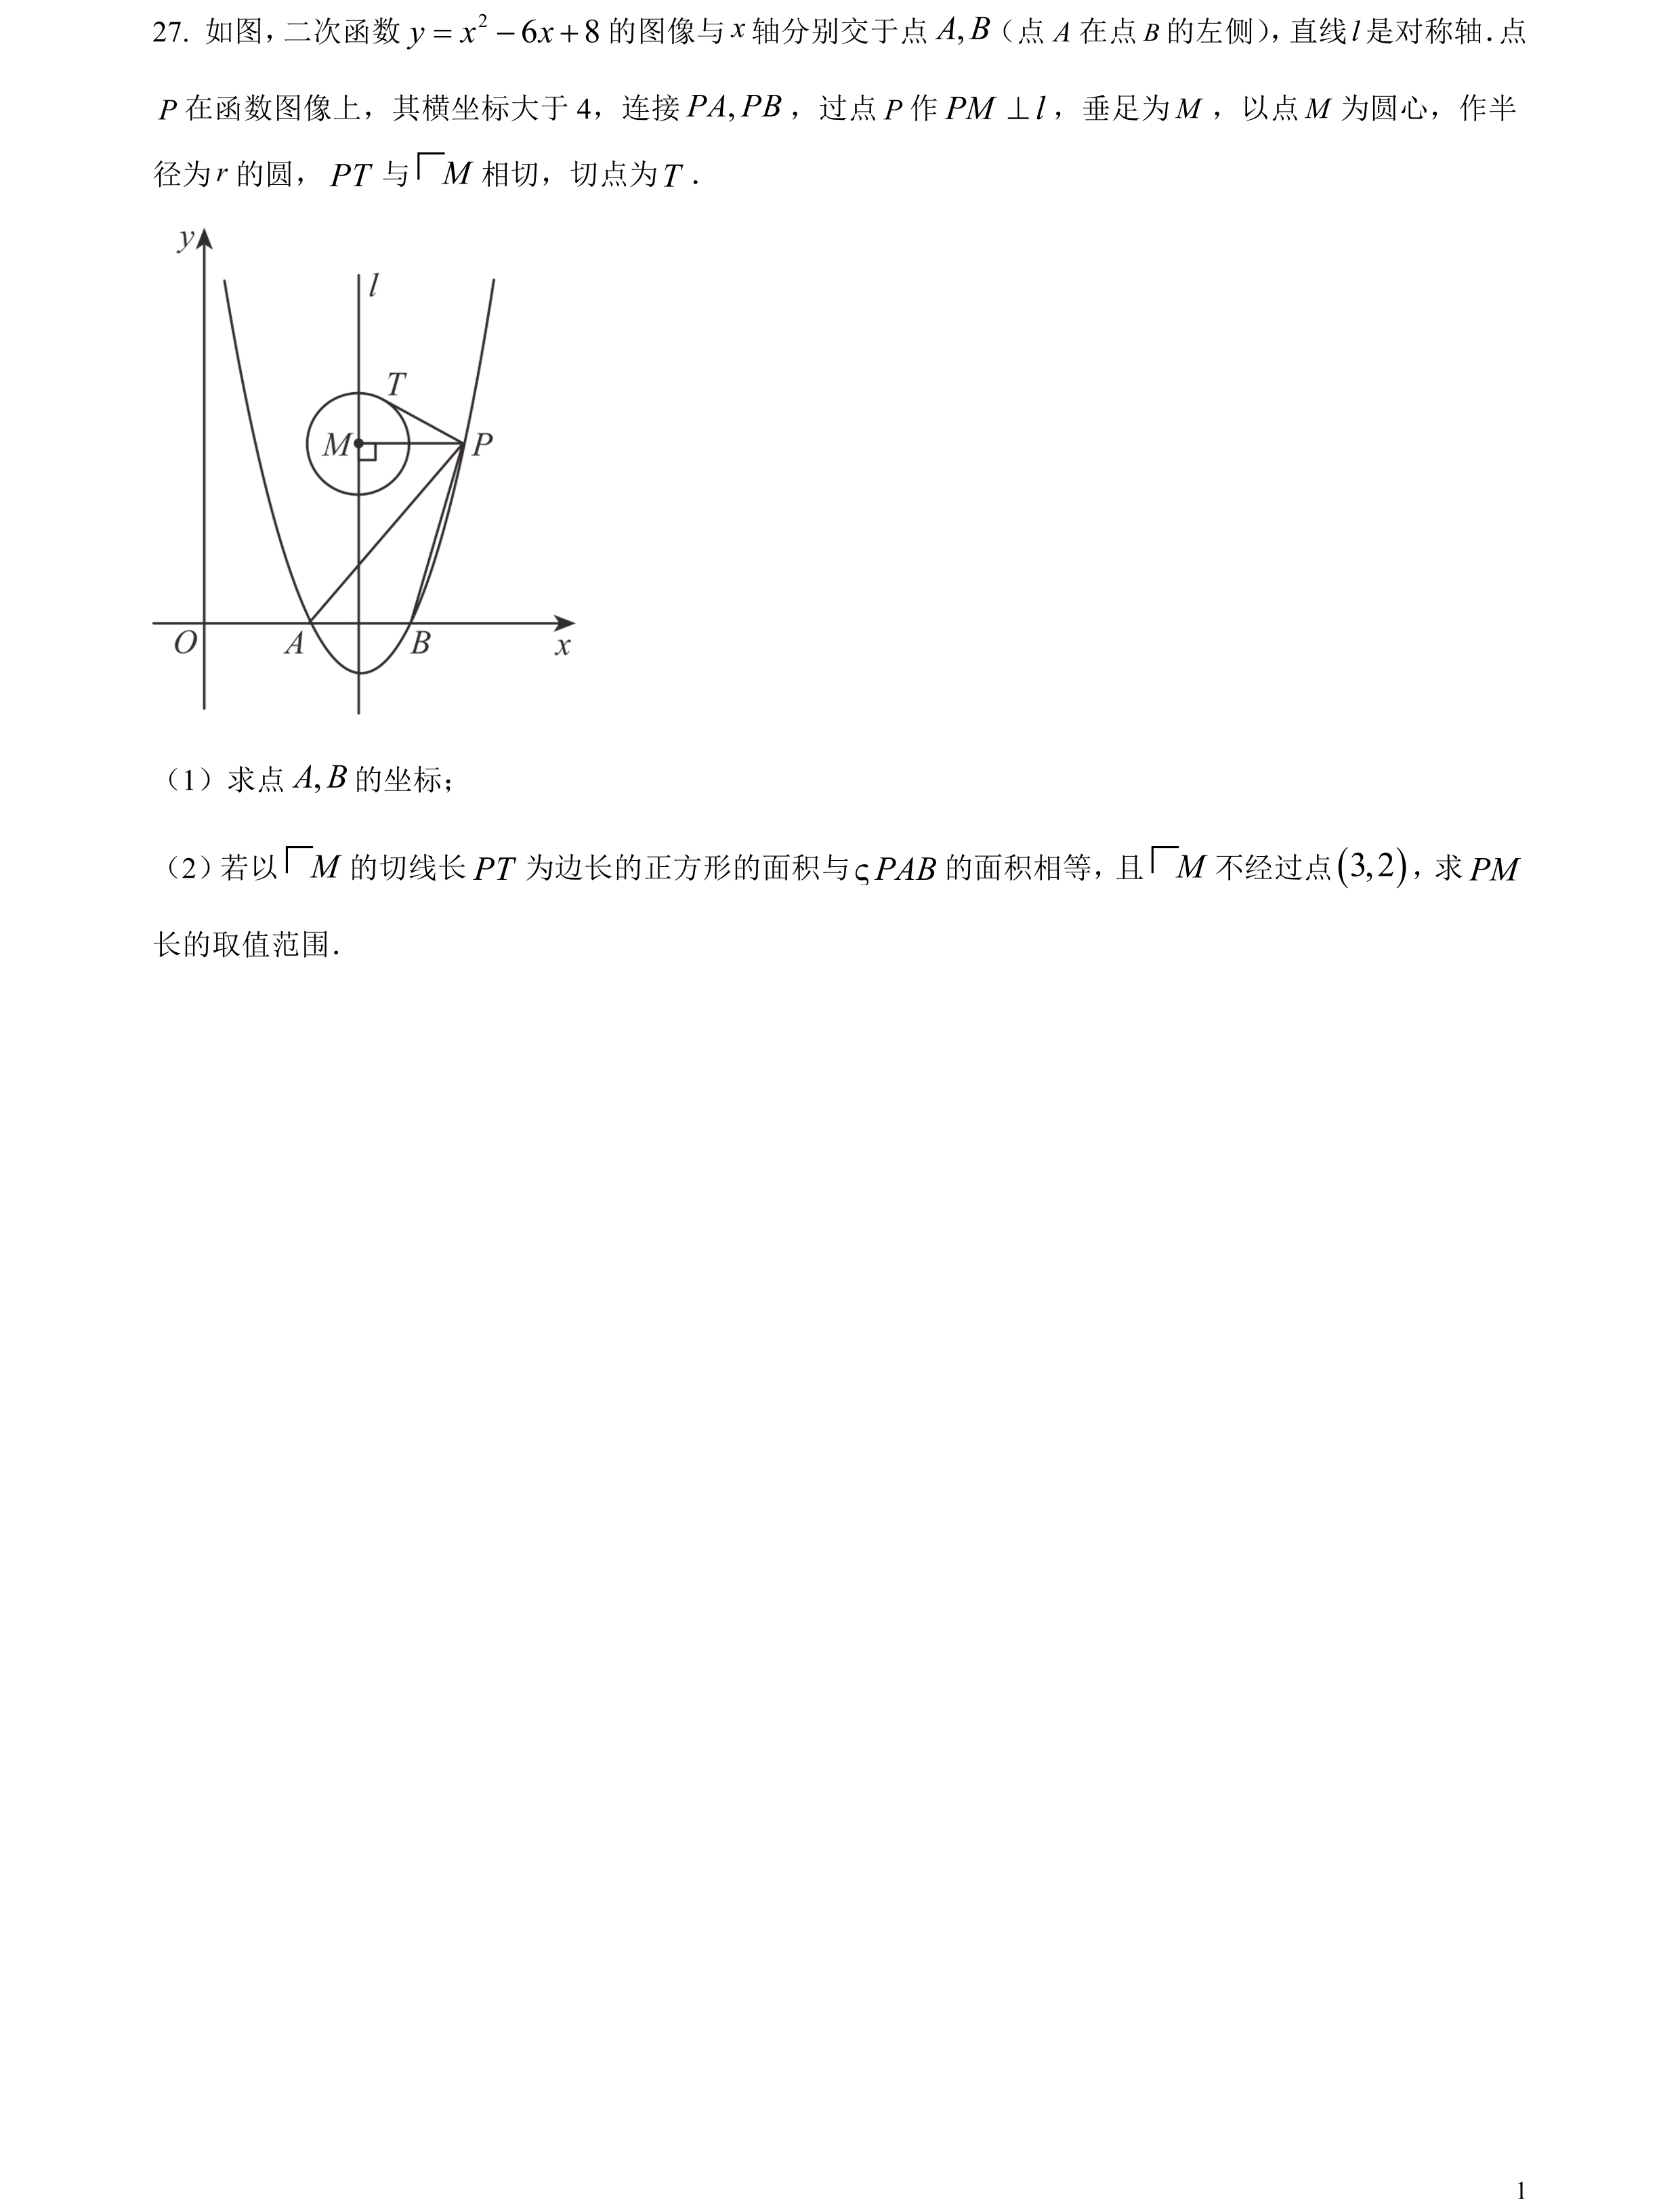 27. 如图，二次函数 y = x² − 6x + 8 的图像与 x 轴分别交于点 A, B（点 A 在点 B 的左侧），直线 l 是对称轴．点
P 在函数图像上，其横坐标大于 4，连接 PA, PB，过点 P 作 PM ⊥ l，垂足为 M，以点 M 为圆心，作半
径为 r 的圆，PT 与 M 相切，切点为 T．
y
l
T
M
P
O
A
B
x
（1）求点 A, B 的坐标；
（2）若以 M 的切线长 PT 为边长的正方形的面积与 ς PAB 的面积相等，且 M 不经过点 (3, 2)，求 PM
长的取值范围．
1